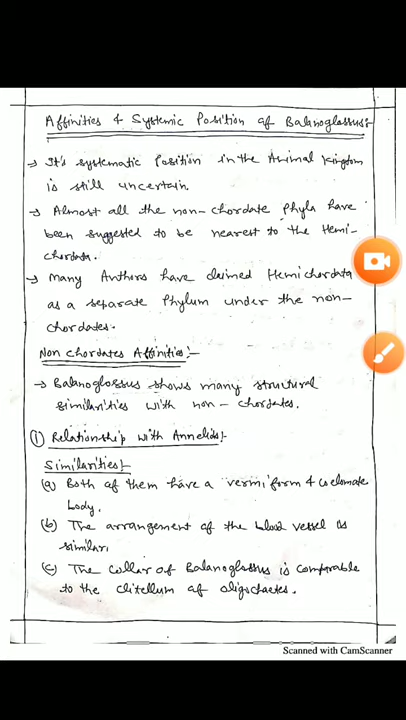 Affinities & Systemic Position of Balanoglossus:-
→ It's systematic Position in the Animal Kingdom
is still uncertain.
→ Almost all the non-chordate Phyla have
been suggested to be nearest to the Hemi-
chordata.
→ Many Authors have claimed Hemichordata
as a separate Phylum under the non-
chordates.
Non Chordates Affinities:-
→ Balanoglossus shows many structural
similarities with non-chordates.
① Relationship with Annelids:-
Similarities:-
(a) Both of them have a vermiform & coelomate
body.
(b) The arrangement of the blood vessel is
similar.
(c) The collar of Balanoglossus is comparable
to the clitellum of oligochaetes.
Scanned with CamScanner